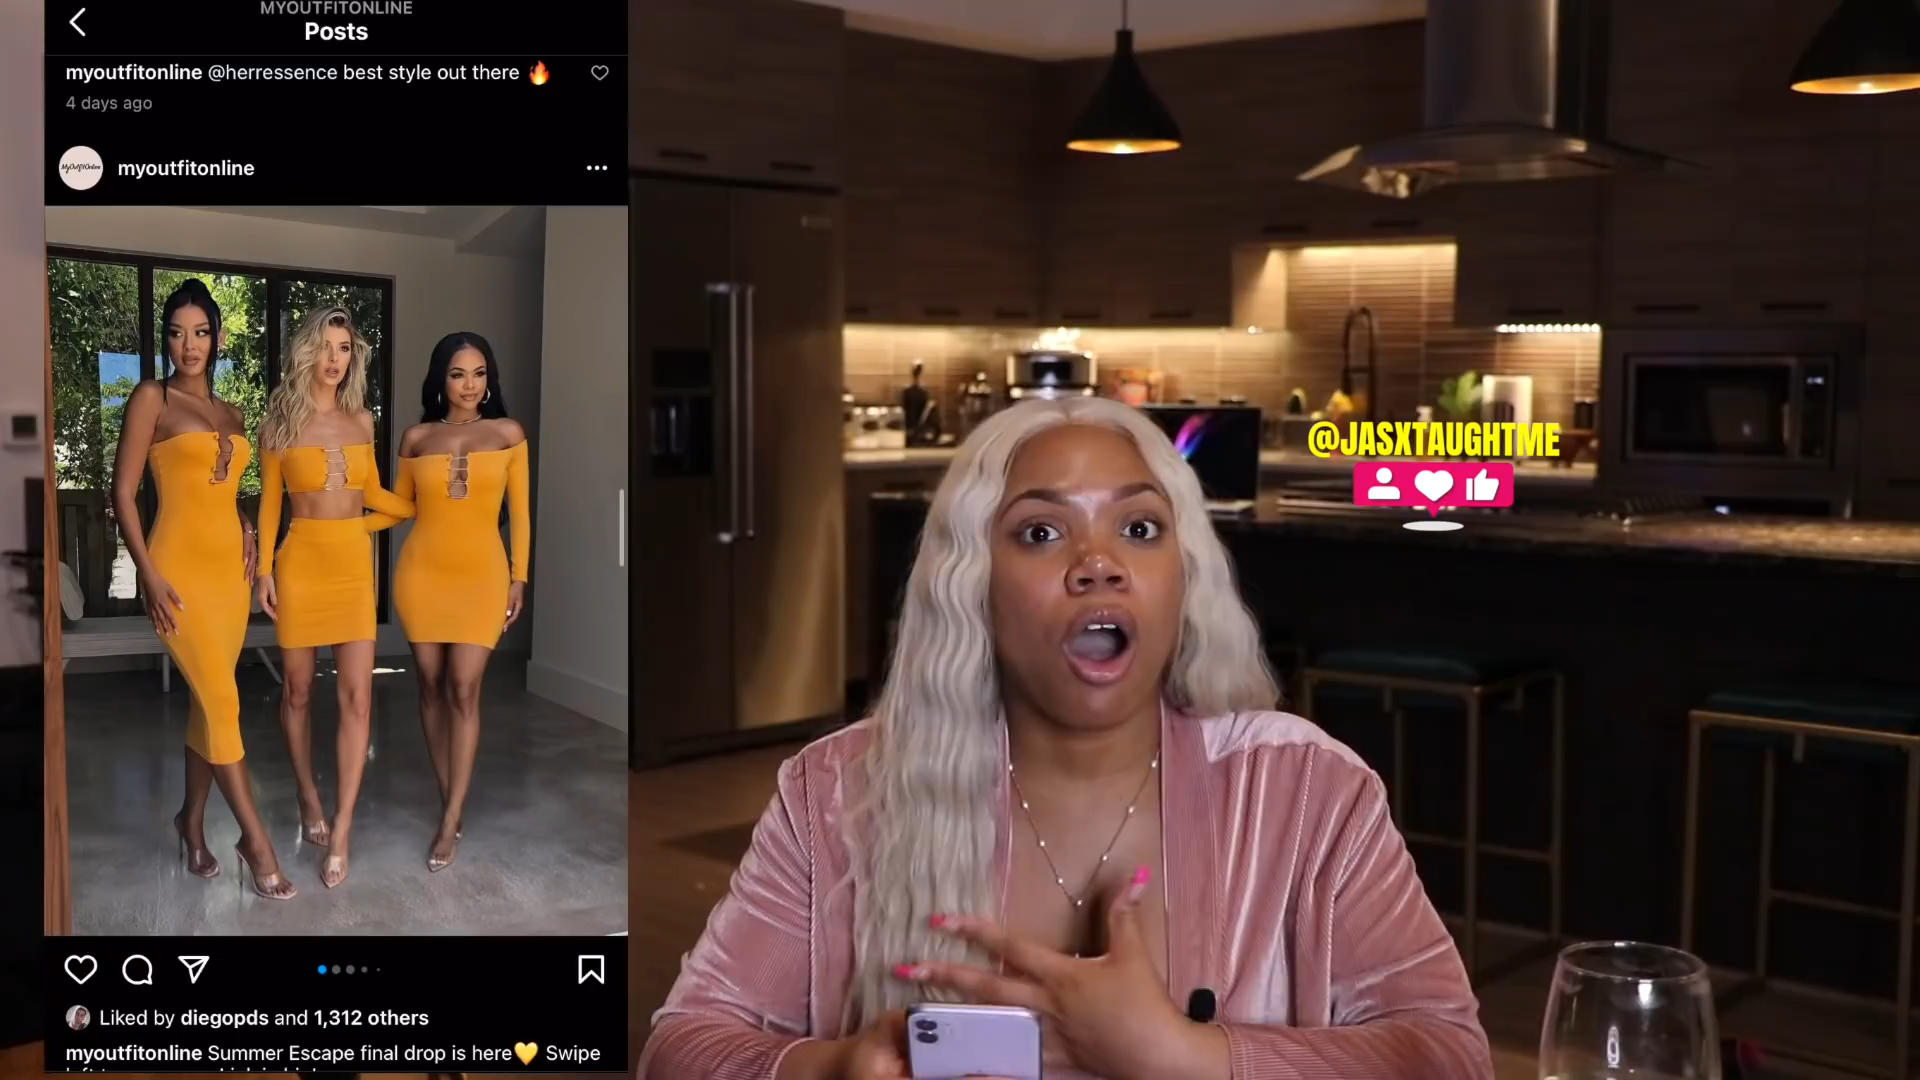 MYOUTFITONLINE
Posts
myoutfitonline @herressence best style out there 🔥
4 days ago
MyOutfitOnline
myoutfitonline
Liked by diegopds and 1,312 others
myoutfitonline Summer Escape final drop is here💛 Swipe
@JASXTAUGHTME